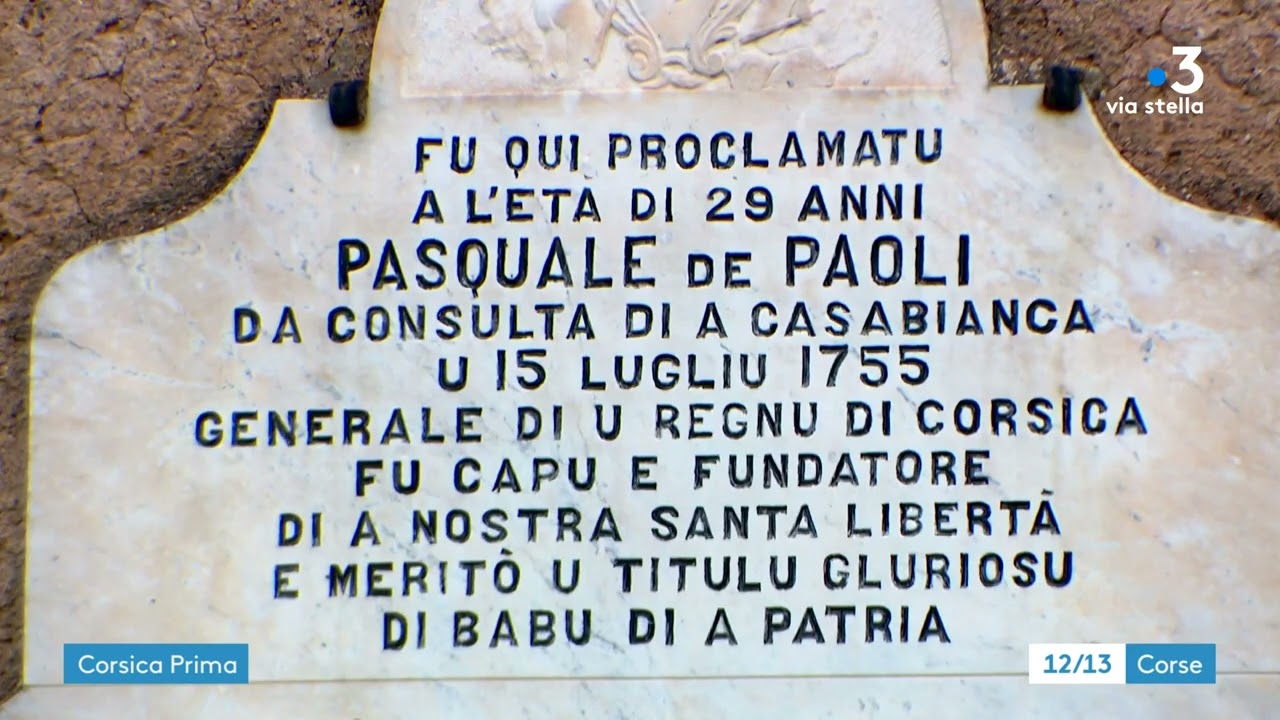 3
via stella
FU QUI PROCLAMATU
A L'ETA DI 29 ANNI
PASQUALE DE PAOLI
DA CONSULTA DI A CASABIANCA
U 15 LUGLIU 1755
GENERALE DI U REGNU DI CORSICA
FU CAPU E FUNDATORE
DI A NOSTRA SANTA LIBERTÃ
E MERITÒ U TITULU GLURIOSU
DI BABU DI A PATRIA
Corsica Prima
12/13 Corse